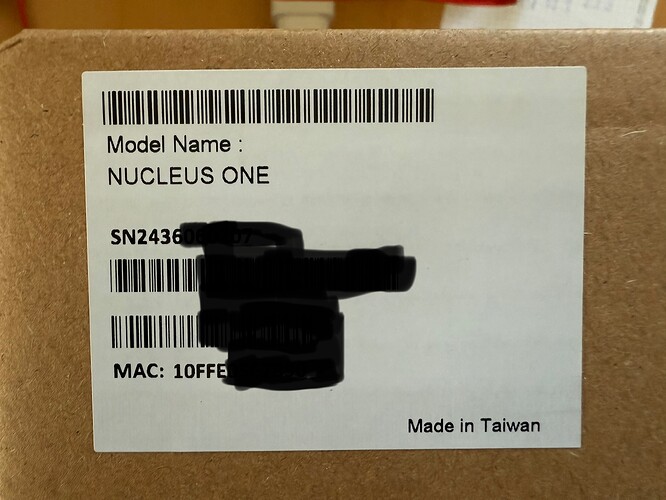 Model Name :
NUCLEUS ONE
SN2436
MAC: 10FFE
Made in Taiwan